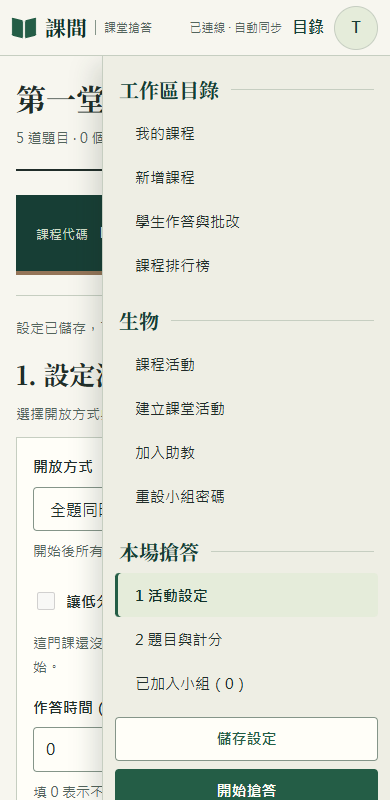 課間
課堂搶答
已連線 · 自動同步
目錄
T
第一堂
5 道題目 · 0 個
課程代碼
設定已儲存，
1. 設定
選擇開放方式
開放方式
全題同
開始後所有
讓低
這門課還沒
始。
作答時間 (
0
填 0 表示不
工作區目錄
我的課程
新增課程
學生作答與批改
課程排行榜
生物
課程活動
建立課堂活動
加入助教
重設小組密碼
本場搶答
1 活動設定
2 題目與計分
已加入小組 ( 0 )
儲存設定
開始搶答